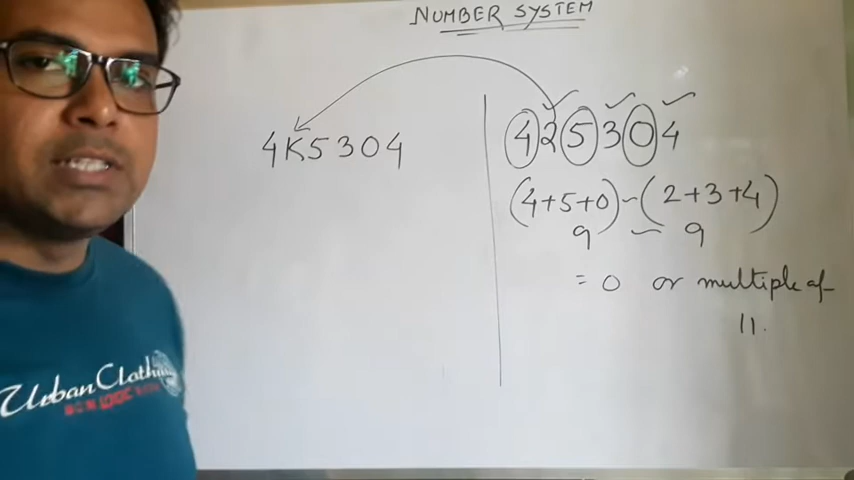 NUMBER SYSTEM
4K5304
425304
(4+5+0) ~ (2+3+4)
9 ~ 9
= 0 or multiple of
11.
Urban Clothing